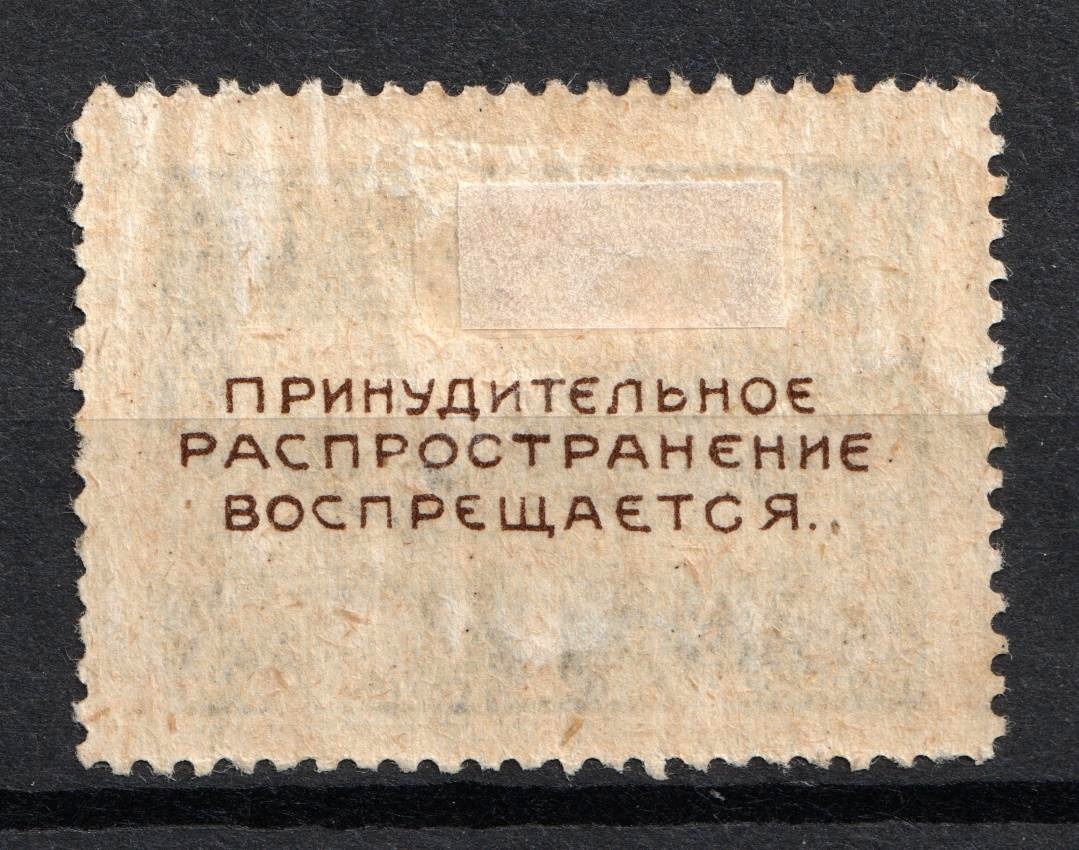 ПРИНУДИТЕЛЬНОЕ
РАСПРОСТРАНЕНИЕ
ВОСПРЕЩАЕТСЯ..